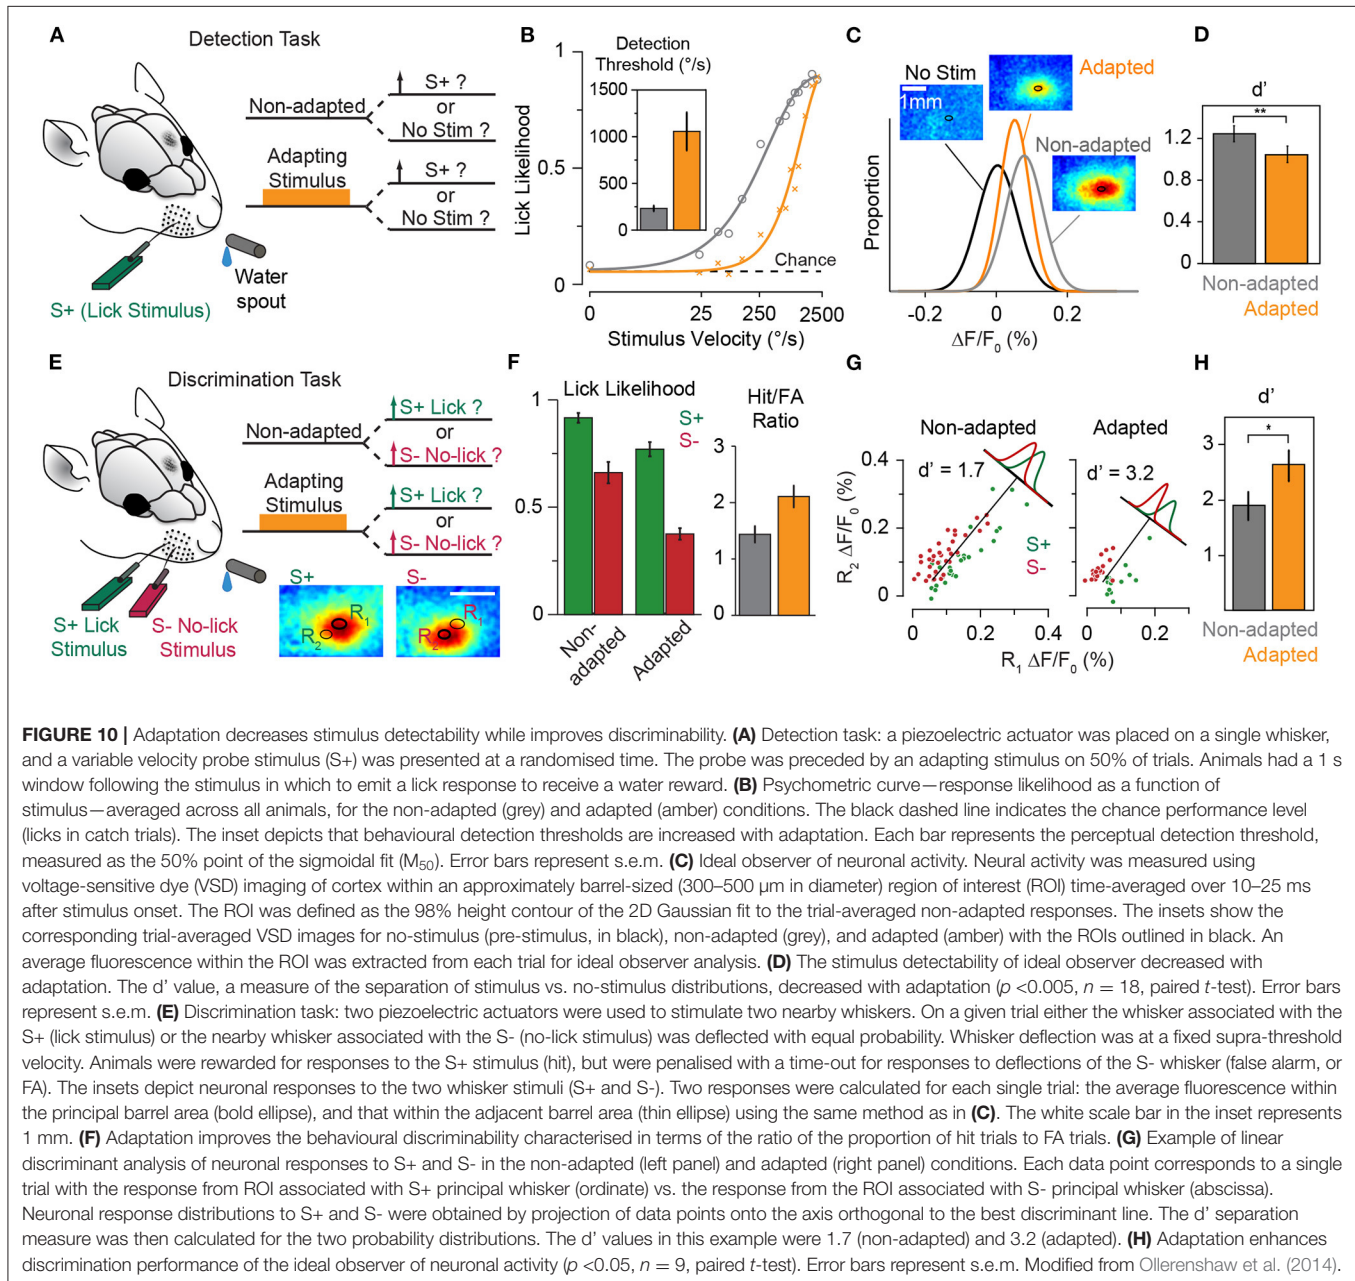 A
Detection Task
Non-adapted
S+ ?
or
No Stim ?
Adapting
Stimulus
S+ ?
or
No Stim ?
Water
spout
S+ (Lick Stimulus)
B
Detection
Threshold (°/s)
1500
1000
500
0
1
0.5
0
Lick Likelihood
Chance
0
25
250
2500
Stimulus Velocity (°/s)
C
No Stim
1mm
Adapted
Non-adapted
Proportion
-0.2
0
0.2
ΔF/F0 (%)
D
d'
**
1.2
0.8
0.4
0
Non-adapted
Adapted
E
Discrimination Task
Non-adapted
S+ Lick ?
or
S- No-lick ?
Adapting
Stimulus
S+ Lick ?
or
S- No-lick ?
S+ Lick
Stimulus
S- No-lick
Stimulus
S+
R1
R2
S-
R1
R2
F
Lick Likelihood
S+
S-
1
0.5
0
Non-
adapted
Adapted
Hit/FA
Ratio
3
2
1
0
G
Non-adapted
d' = 1.7
0.4
0.2
0
R2 ΔF/F0 (%)
S+
S-
0 0.2 0.4
Adapted
d' = 3.2
0 0.2
R1 ΔF/F0 (%)
H
d'
*
3
2
1
Non-adapted
Adapted
FIGURE 10 | Adaptation decreases stimulus detectability while improves discriminability. (A) Detection task: a piezoelectric actuator was placed on a single whisker,
and a variable velocity probe stimulus (S+) was presented at a randomised time. The probe was preceded by an adapting stimulus on 50% of trials. Animals had a 1 s
window following the stimulus in which to emit a lick response to receive a water reward. (B) Psychometric curve—response likelihood as a function of
stimulus—averaged across all animals, for the non-adapted (grey) and adapted (amber) conditions. The black dashed line indicates the chance performance level
(licks in catch trials). The inset depicts that behavioural detection thresholds are increased with adaptation. Each bar represents the perceptual detection threshold,
measured as the 50% point of the sigmoidal fit (M50). Error bars represent s.e.m. (C) Ideal observer of neuronal activity. Neural activity was measured using
voltage-sensitive dye (VSD) imaging of cortex within an approximately barrel-sized (300–500 μm in diameter) region of interest (ROI) time-averaged over 10–25 ms
after stimulus onset. The ROI was defined as the 98% height contour of the 2D Gaussian fit to the trial-averaged non-adapted responses. The insets show the
corresponding trial-averaged VSD images for no-stimulus (pre-stimulus, in black), non-adapted (grey), and adapted (amber) with the ROIs outlined in black. An
average fluorescence within the ROI was extracted from each trial for ideal observer analysis. (D) The stimulus detectability of ideal observer decreased with
adaptation. The d' value, a measure of the separation of stimulus vs. no-stimulus distributions, decreased with adaptation (p <0.005, n = 18, paired t-test). Error bars
represent s.e.m. (E) Discrimination task: two piezoelectric actuators were used to stimulate two nearby whiskers. On a given trial either the whisker associated with the
S+ (lick stimulus) or the nearby whisker associated with the S- (no-lick stimulus) was deflected with equal probability. Whisker deflection was at a fixed supra-threshold
velocity. Animals were rewarded for responses to the S+ stimulus (hit), but were penalised with a time-out for responses to deflections of the S- whisker (false alarm, or
FA). The insets depict neuronal responses to the two whisker stimuli (S+ and S-). Two responses were calculated for each single trial: the average fluorescence within
the principal barrel area (bold ellipse), and that within the adjacent barrel area (thin ellipse) using the same method as in (C). The white scale bar in the inset represents
1 mm. (F) Adaptation improves the behavioural discriminability characterised in terms of the ratio of the proportion of hit trials to FA trials. (G) Example of linear
discriminant analysis of neuronal responses to S+ and S- in the non-adapted (left panel) and adapted (right panel) conditions. Each data point corresponds to a single
trial with the response from ROI associated with S+ principal whisker (ordinate) vs. the response from the ROI associated with S- principal whisker (abscissa).
Neuronal response distributions to S+ and S- were obtained by projection of data points onto the axis orthogonal to the best discriminant line. The d' separation
measure was then calculated for the two probability distributions. The d' values in this example were 1.7 (non-adapted) and 3.2 (adapted). (H) Adaptation enhances
discrimination performance of the ideal observer of neuronal activity (p <0.05, n = 9, paired t-test). Error bars represent s.e.m. Modified from Ollerenshaw et al. (2014).